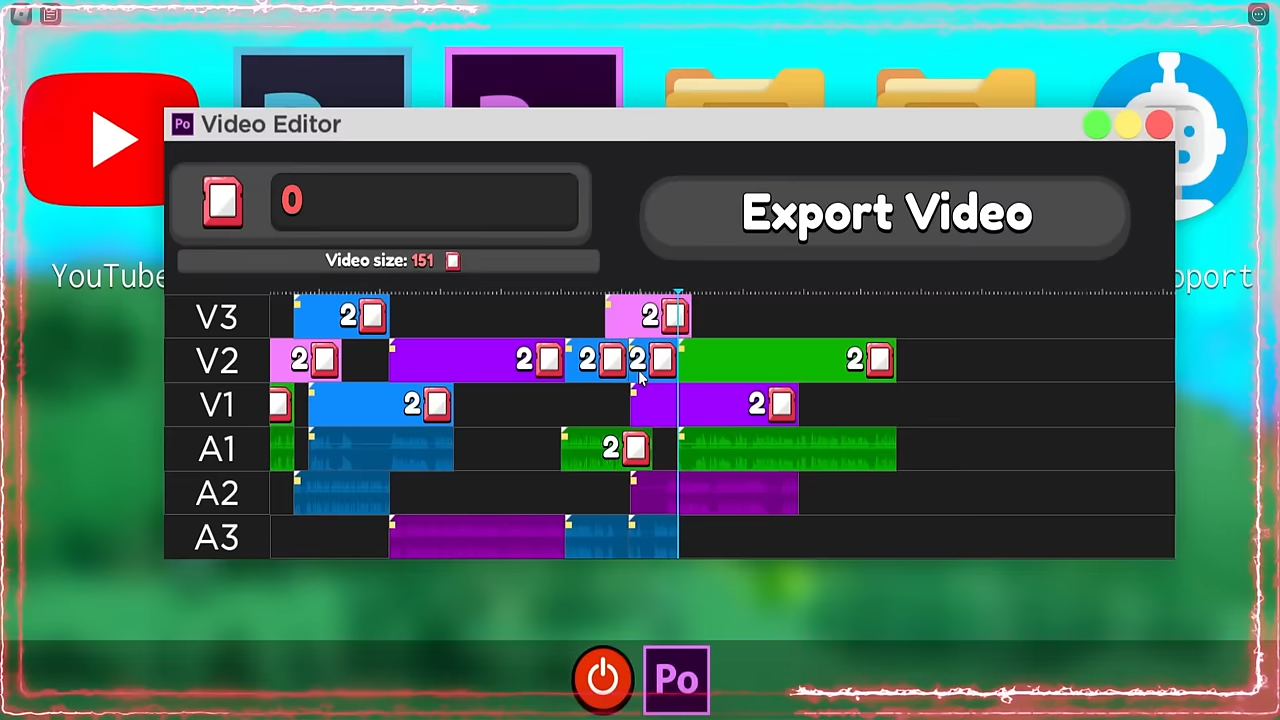 Po Video Editor
0
Export Video
Video size: 151
V3 2 2
V2 2 2 2 2 2
V1 2 2
A1 2
A2
A3
YouTube
pport
Po